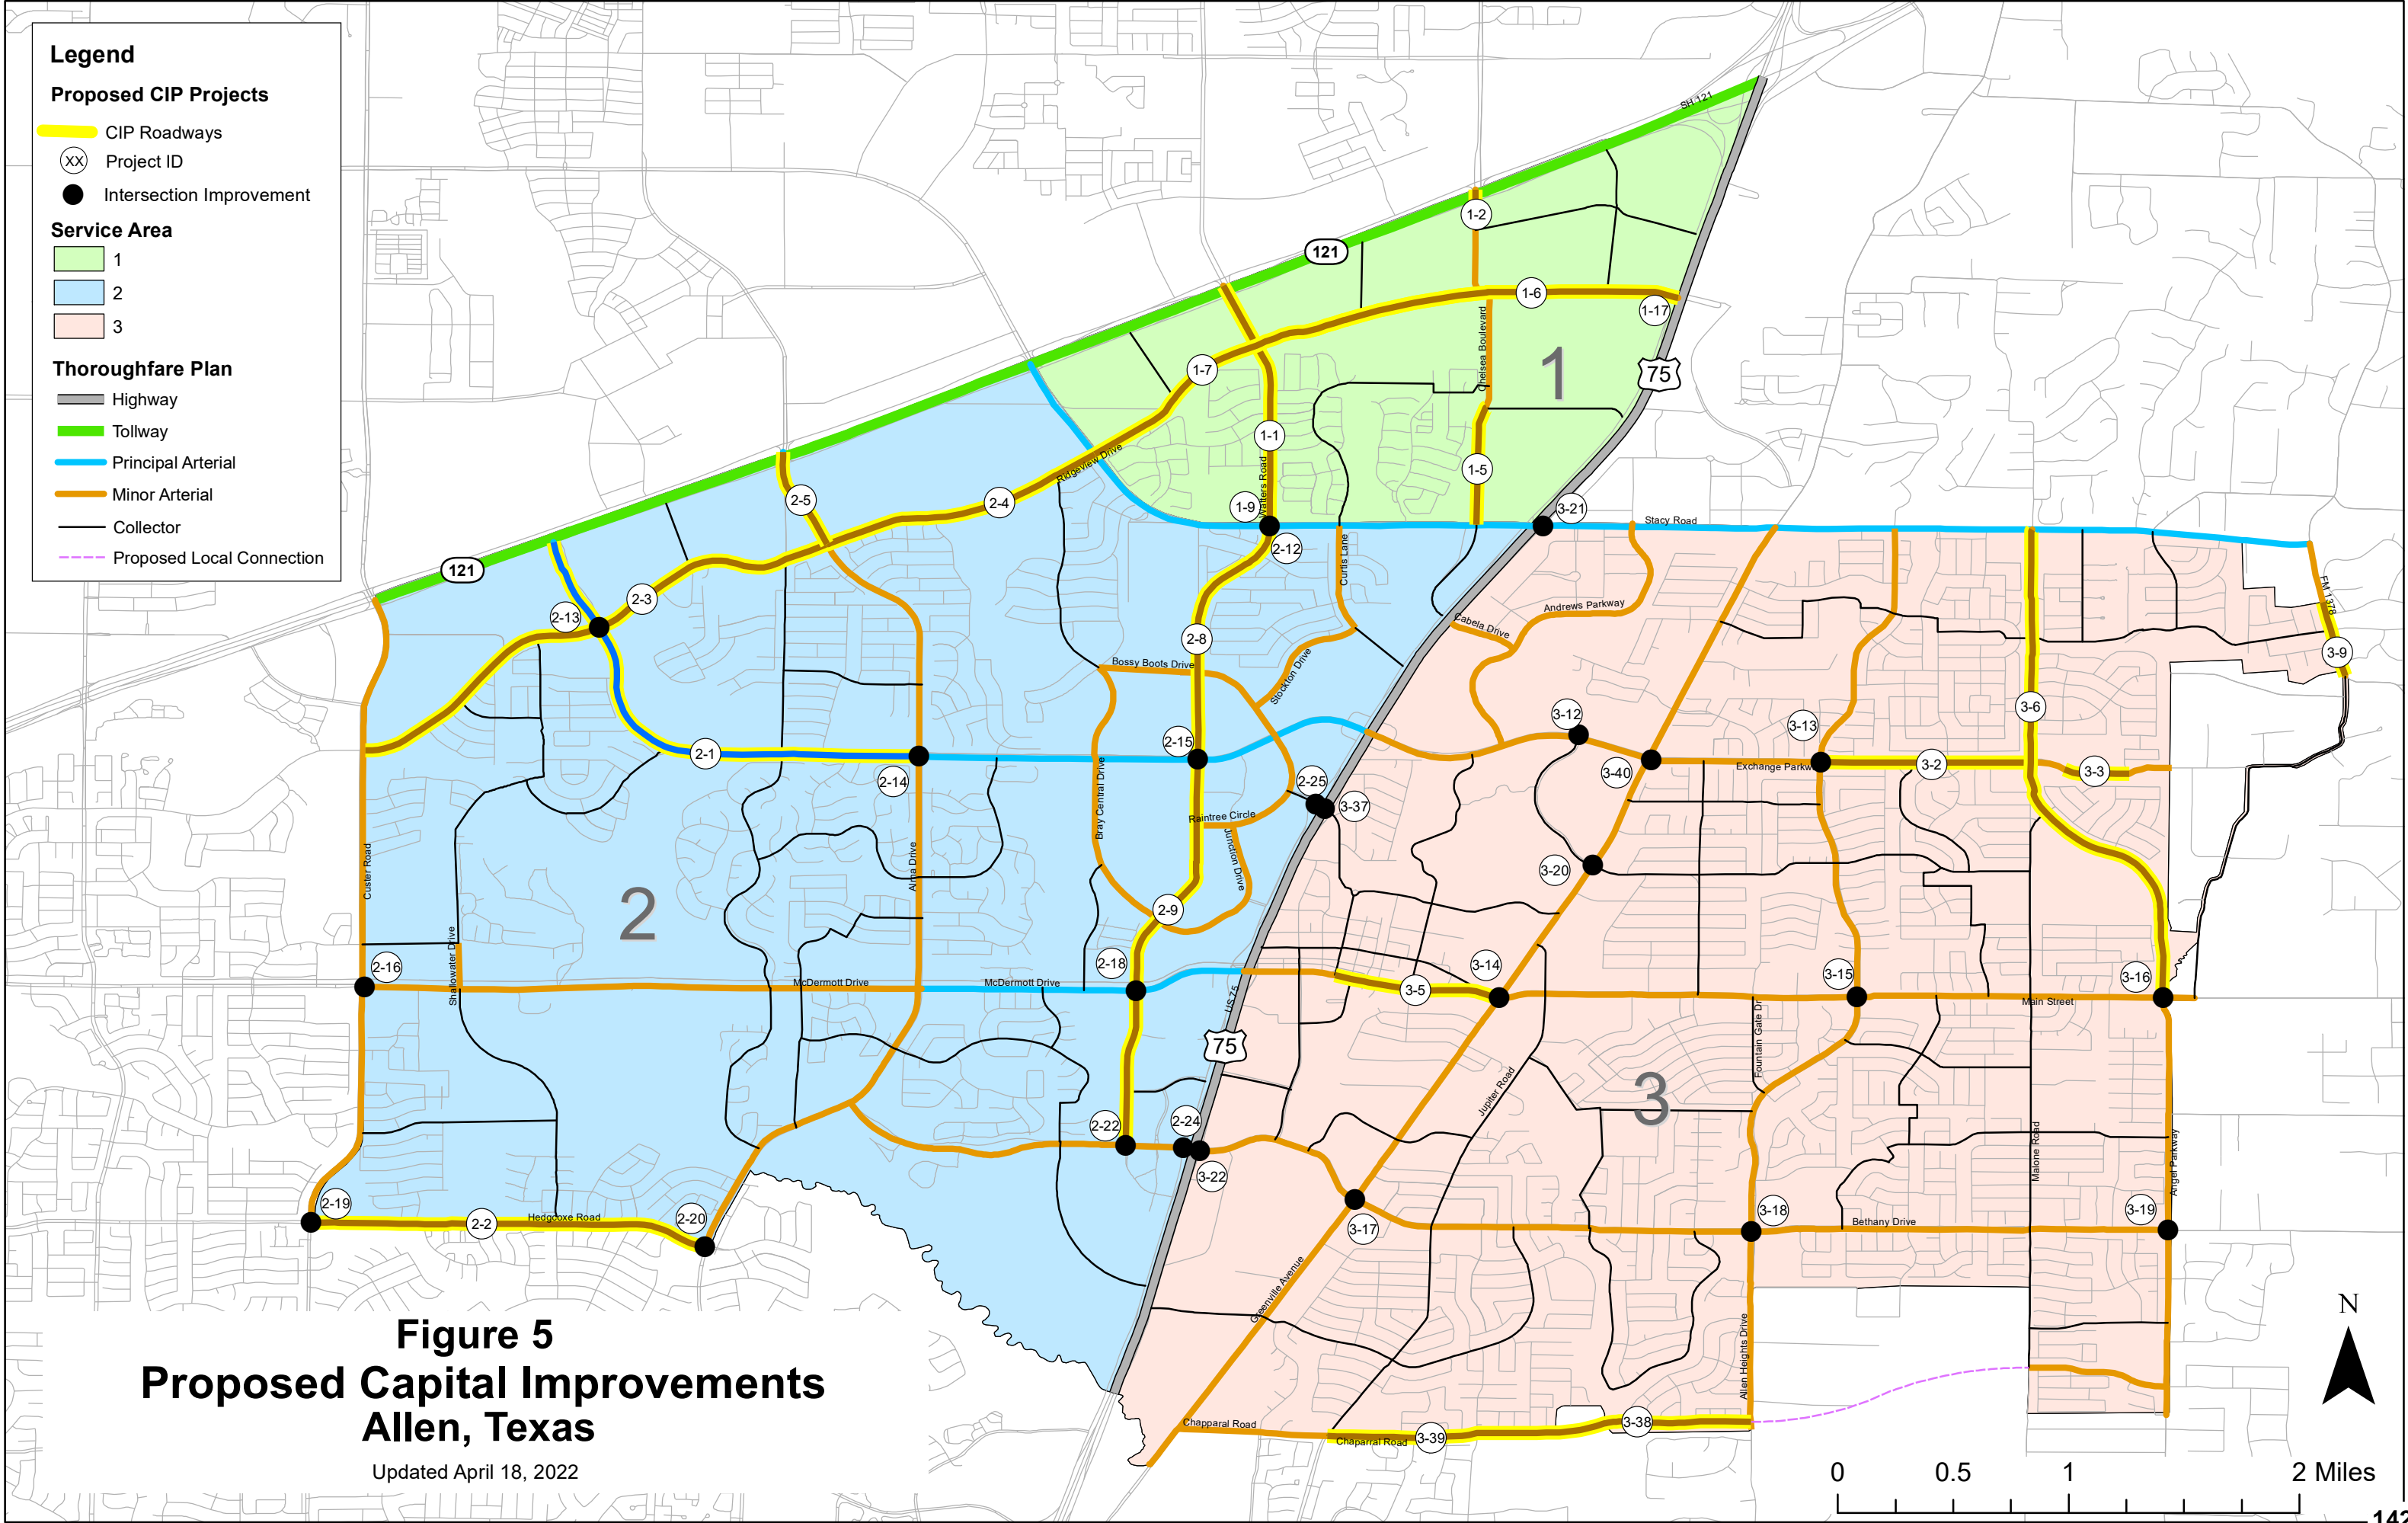 Legend
Proposed CIP Projects
CIP Roadways
XX Project ID
Intersection Improvement
Service Area
1
2
3
Thoroughfare Plan
Highway
Tollway
Principal Arterial
Minor Arterial
Collector
Proposed Local Connection
SH 121
1-2
121
1-6
1-17
Chelsea Boulevard
1
75
1-7
1-1
Ridgeview Drive
Watters Road
1-5
2-5
2-4
1-9
3-21
Stacy Road
2-12
Curtis Lane
121
2-3
2-13
FM 1378
Andrews Parkway
Cabela Drive
2-8
3-9
Bossy Boots Drive
Stockton Drive
3-12
3-13
3-6
2-1
2-15
2-14
3-40
Exchange Parkw
3-2
3-3
2-25
3-37
Bray Central Drive
Raintree Circle
Junction Drive
Custer Road
Alma Drive
3-20
2
2-9
Shallowater Drive
2-16
2-18
3-14
3-15
3-16
McDermott Drive
McDermott Drive
3-5
Main Street
US 75
75
Fountain Gate Dr
Jupiter Road
3
2-22
2-24
Malone Road
Angel Parkway
3-22
2-19
2-2
Hedgcoxe Road
2-20
3-17
3-18
Bethany Drive
3-19
Greenville Avenue
Allen Heights Drive
Chapparal Road
Chaparral Road
3-39
3-38
Figure 5
Proposed Capital Improvements
Allen, Texas
Updated April 18, 2022
N
0 0.5 1 2 Miles